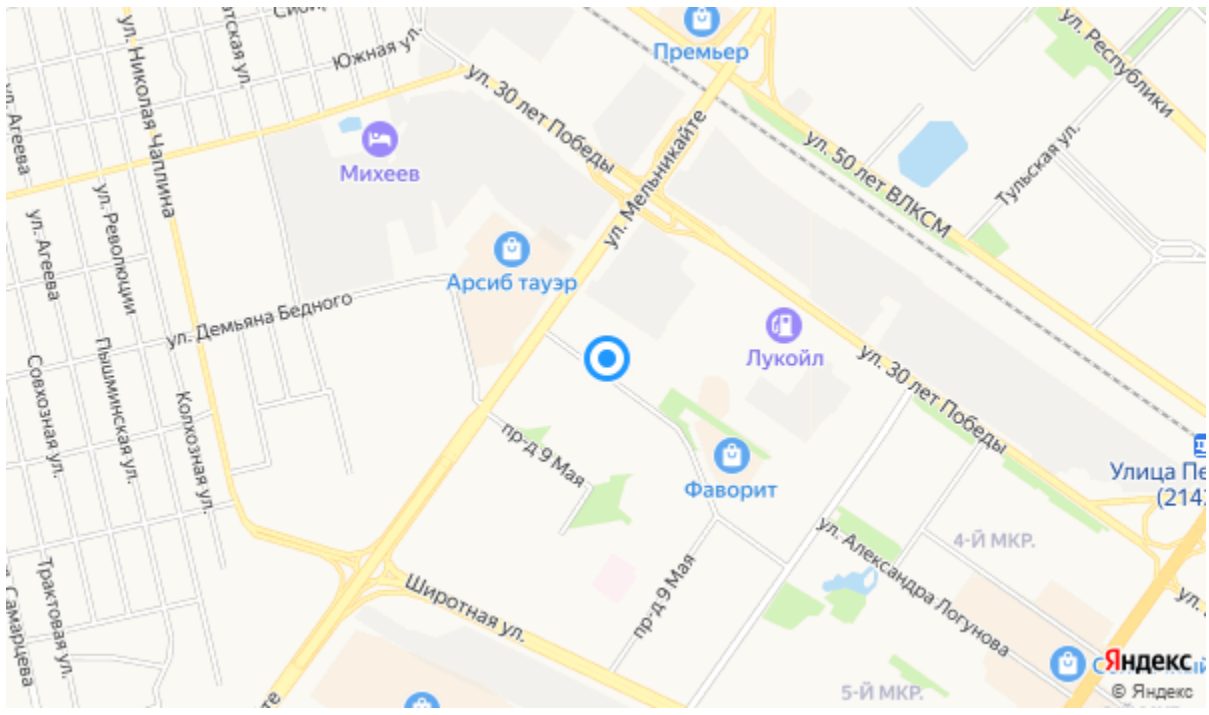 Южная ул.
ул. Николая Чаплина
ул. Агеева
Премьер
ул. Республики
ул. 30 лет Победы
ул. Мельникайте
ул. 50 лет ВЛКСМ
Тульская ул.
Михеев
ул. Агеева
ул. Революции
Арсиб тауэр
ул. Демьяна Бедного
Лукойл
ул. 30 лет Победы
Совхозная ул.
Пышминская ул.
Колхозная ул.
пр-д 9 Мая
Фаворит
Улица Пе
(214
ул. Александра Логунова
4-Й МКР.
Трактовая ул.
Самарцева
Широтная ул.
пр-д 9 Мая
5-Й МКР.
Яндекс
© Яндекс